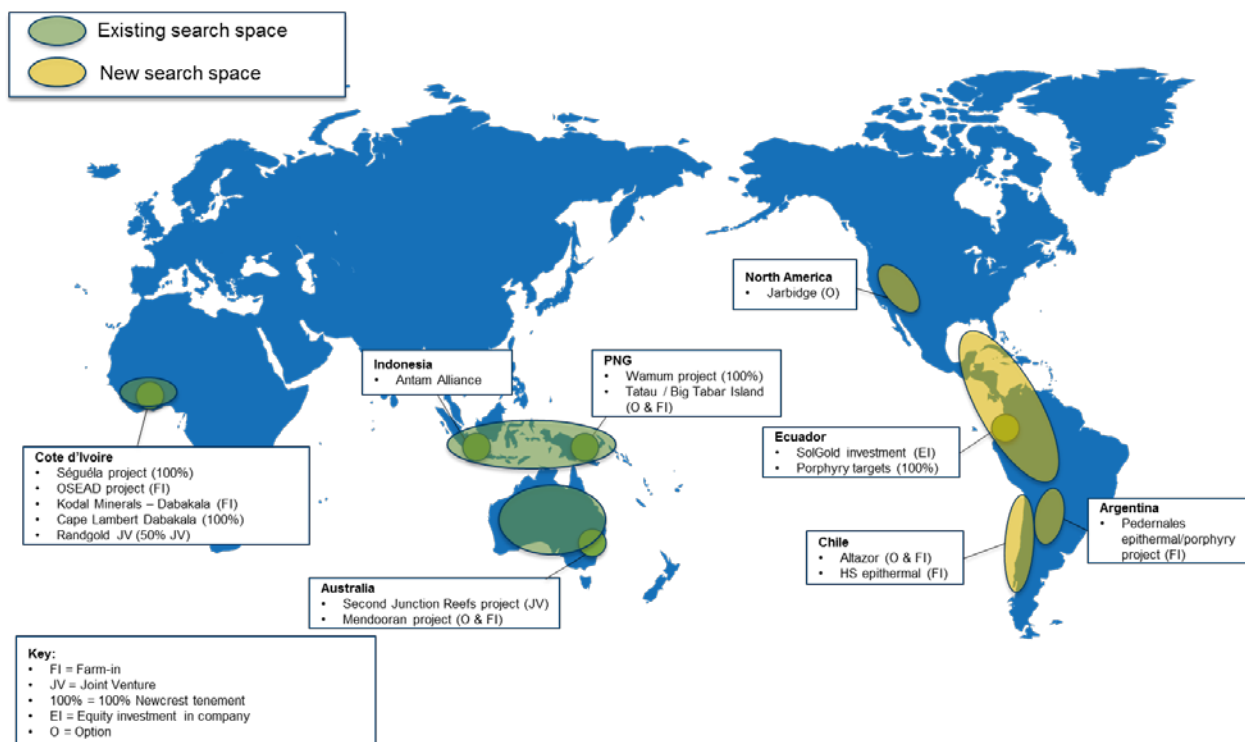 Existing search space
New search space
North America
• Jarbidge (O)
Indonesia
• Antam Alliance
PNG
• Wamum project (100%)
• Tatau / Big Tabar Island
(O & FI)
Ecuador
• SolGold investment (EI)
• Porphyry targets (100%)
Cote d'Ivoire
• Séguéla project (100%)
• OSEAD project (FI)
• Kodal Minerals – Dabakala (FI)
• Cape Lambert Dabakala (100%)
• Randgold JV (50% JV)
Argentina
• Pedernales
epithermal/porphyry
project (FI)
Chile
• Altazor (O & FI)
• HS epithermal (FI)
Australia
• Second Junction Reefs project (JV)
• Mendooran project (O & FI)
Key:
• FI = Farm-in
• JV = Joint Venture
• 100% = 100% Newcrest tenement
• EI = Equity investment in company
• O = Option